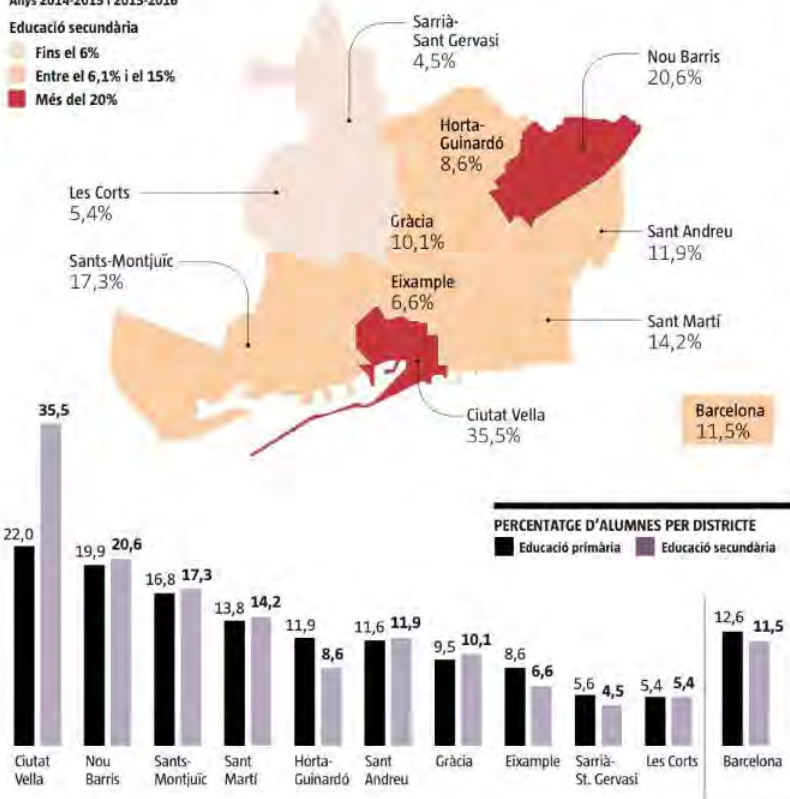 Anys 2014-2015 i 2015-2016
Educació secundària
Fins el 6%
Entre el 6,1% i el 15%
Més del 20%
Sarrià-
Sant Gervasi
4,5%
Nou Barris
20,6%
Horta-
Guinardó
8,6%
Les Corts
5,4%
Gràcia
10,1%
Sant Andreu
11,9%
Sants-Montjuïc
17,3%
Eixample
6,6%
Sant Martí
14,2%
Ciutat Vella
35,5%
Barcelona
11,5%
PERCENTATGE D'ALUMNES PER DISTRICTE
Educació primària
Educació secundària
22,0
35,5
19,9
20,6
16,8
17,3
13,8
14,2
11,9
8,6
11,6
11,9
9,5
10,1
8,6
6,6
5,6
4,5
5,4
5,4
12,6
11,5
Ciutat
Vella
Nou
Barris
Sants-
Montjuïc
Sant
Martí
Horta-
Guinardó
Sant
Andreu
Gràcia
Eixample
Sarrià-
St. Gervasi
Les Corts
Barcelona